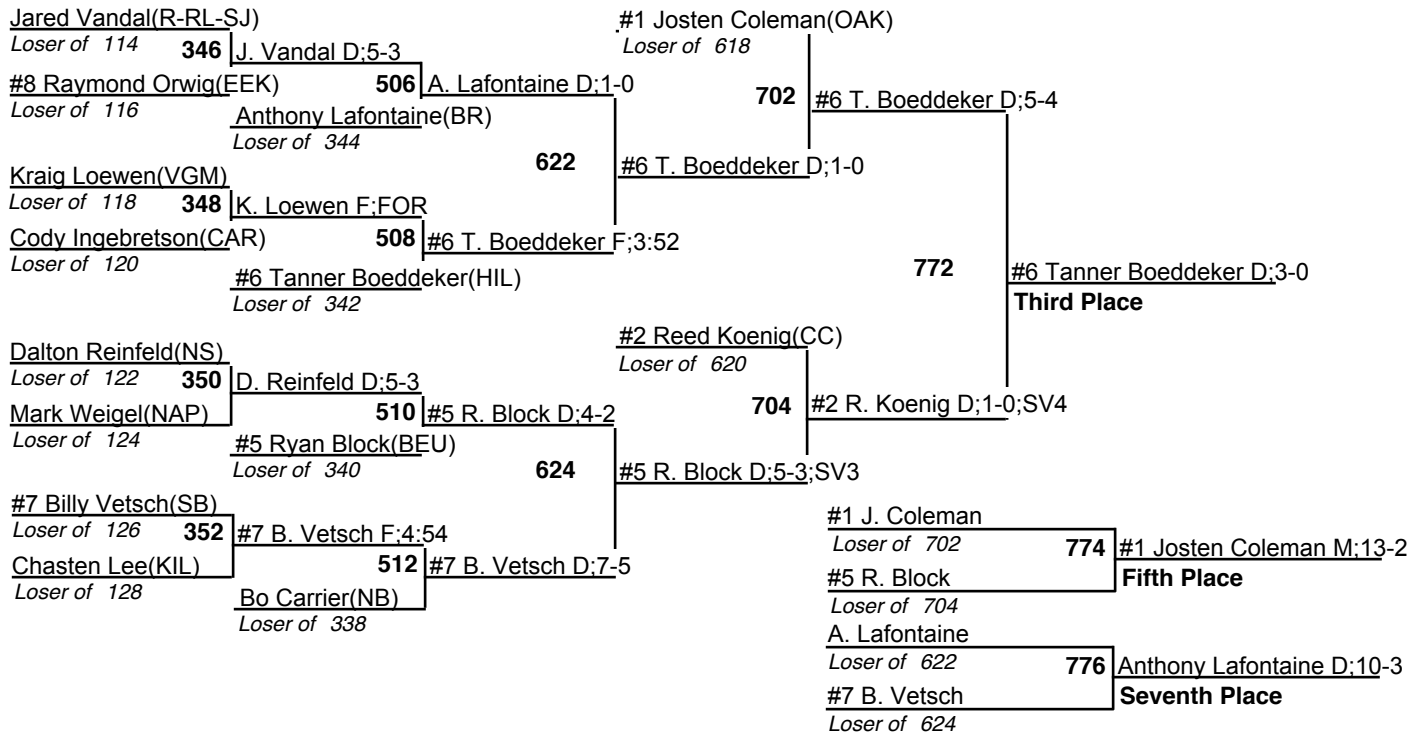 Jared Vandal(R-RL-SJ)
Loser of 114
346
J. Vandal D;5-3
#8 Raymond Orwig(EEK)
Loser of 116
506
A. Lafontaine D;1-0
Anthony Lafontaine(BR)
Loser of 344
622
Kraig Loewen(VGM)
Loser of 118
348
K. Loewen F;FOR
Cody Ingebretson(CAR)
Loser of 120
508
#6 T. Boeddeker F;3:52
#6 Tanner Boeddeker(HIL)
Loser of 342
Dalton Reinfeld(NS)
Loser of 122
350
D. Reinfeld D;5-3
Mark Weigel(NAP)
Loser of 124
510
#5 R. Block D;4-2
#5 Ryan Block(BEU)
Loser of 340
624
#7 Billy Vetsch(SB)
Loser of 126
352
#7 B. Vetsch F;4:54
Chasten Lee(KIL)
Loser of 128
512
#7 B. Vetsch D;7-5
Bo Carrier(NB)
Loser of 338
#1 Josten Coleman(OAK)
Loser of 618
702
#6 T. Boeddeker D;5-4
#6 T. Boeddeker D;1-0
772
#6 Tanner Boeddeker D;3-0
Third Place
#2 Reed Koenig(CC)
Loser of 620
704
#2 R. Koenig D;1-0;SV4
#5 R. Block D;5-3;SV3
#1 J. Coleman
Loser of 702
774
#1 Josten Coleman M;13-2
Fifth Place
#5 R. Block
Loser of 704
A. Lafontaine
Loser of 622
776
Anthony Lafontaine D;10-3
Seventh Place
#7 B. Vetsch
Loser of 624